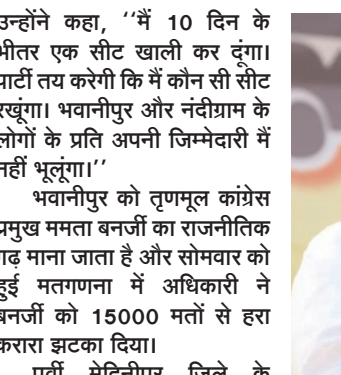 उन्होंने कहा, ‘‘मैं 10 दिन के
भीतर एक सीट खाली कर दूंगा।
पार्टी तय करेगी कि मैं कौन सी सीट
रखूंगा। भवानीपुर और नंदीग्राम के
लोगों के प्रति अपनी जिम्मेदारी मैं
नहीं भूलूंगा।’’
भवानीपुर को तृणमूल कांग्रेस
प्रमुख ममता बनर्जी का राजनीतिक
गढ़ माना जाता है और सोमवार को
हुई मतगणना में अधिकारी ने
बनर्जी को 15000 मतों से हरा
करारा झटका दिया।
पूर्वी मेदिनीपुर जिले के